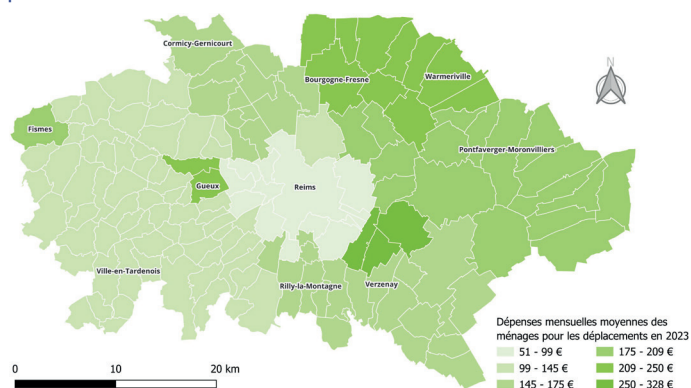 Cormicy-Gernicourt
N
Bourgogne-Fresne
Warmeriville
Fismes
Pontfaverger-Moronvilliers
Gueux
Reims
Ville-en-Tardenois
Rilly-la-Montagne
Verzenay
Dépenses mensuelles moyennes des
ménages pour les déplacements en 2023
51 - 99 € 175 - 209 €
99 - 145 € 209 - 250 €
145 - 175 € 250 - 328 €
0 10 20 km